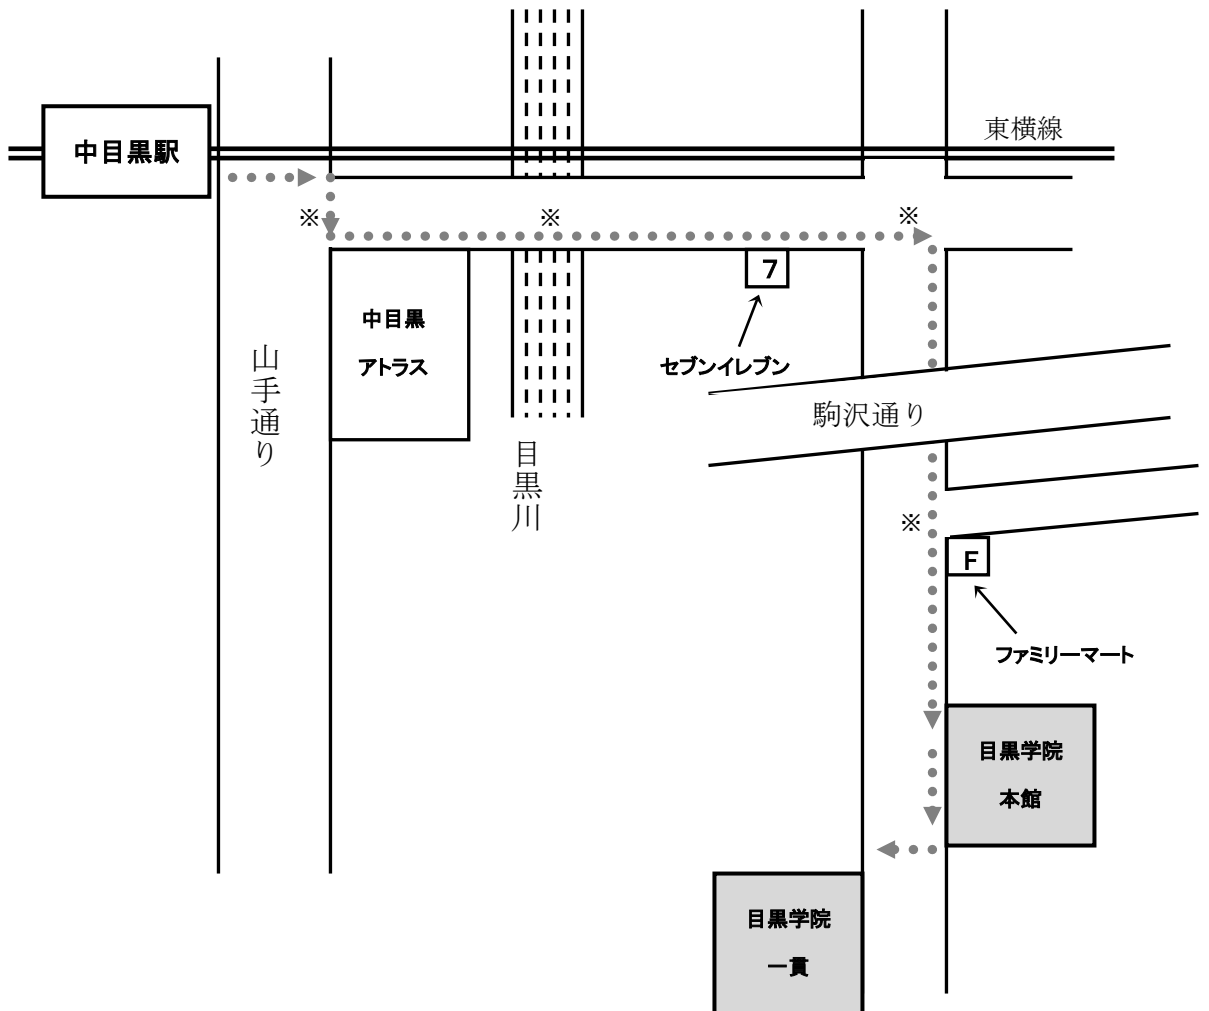 東横線
中目黒駅
※
※
※
7
中目黒
アトラス
セブンイレブン
山手通り
駒沢通り
目黒川
※
F
ファミリーマート
目黒学院
本館
目黒学院
一貫